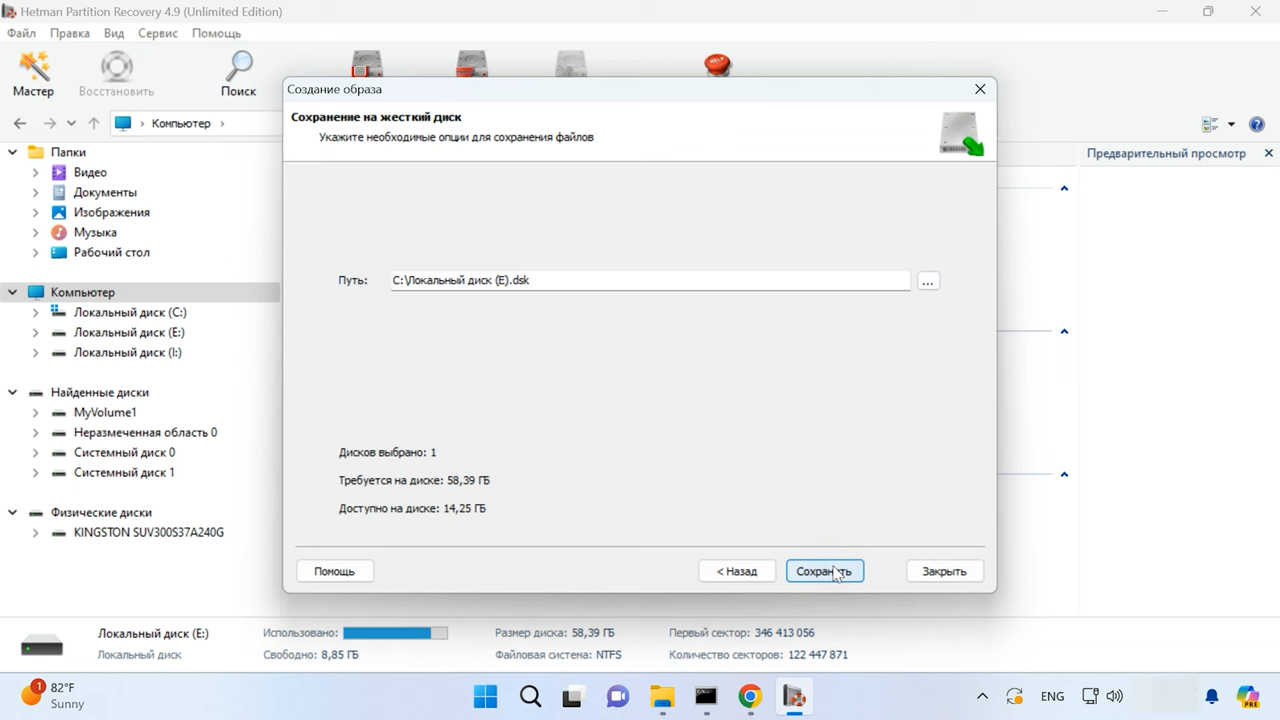 Hetman Partition Recovery 4.9 (Unlimited Edition)
Файл Правка Вид Сервис Помощь
Мастер Восстановить Поиск
Компьютер
Папки
Видео
Документы
Изображения
Музыка
Рабочий стол
Компьютер
Локальный диск (C:)
Локальный диск (E:)
Локальный диск (I:)
Найденные диски
MyVolume1
Неразмеченная область 0
Системный диск 0
Системный диск 1
Физические диски
KINGSTON SUV300S37A240G
Создание образа
Сохранение на жесткий диск
Укажите необходимые опции для сохранения файлов
Путь: C:\Локальный диск (E).dsk ...
Дисков выбрано: 1
Требуется на диске: 58,39 ГБ
Доступно на диске: 14,25 ГБ
Помощь < Назад Сохранить Закрыть
Предварительный просмотр
Локальный диск (E:) Использовано: Размер диска: 58,39 ГБ Первый сектор: 346 413 056
Локальный диск Свободно: 8,85 ГБ Файловая система: NTFS Количество секторов: 122 447 871
1 82°F
Sunny
ENG
PRE